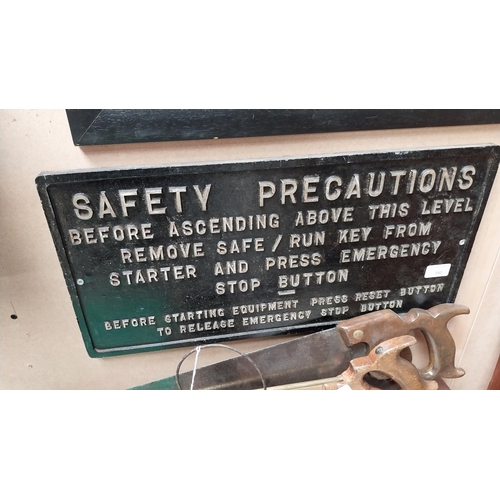 SAFETY PRECAUTIONS
BEFORE ASCENDING ABOVE THIS LEVEL
REMOVE SAFE / RUN KEY FROM
STARTER AND PRESS EMERGENCY
STOP BUTTON
BEFORE STARTING EQUIPMENT PRESS RESET BUTTON
TO RELEASE EMERGENCY STOP BUTTON